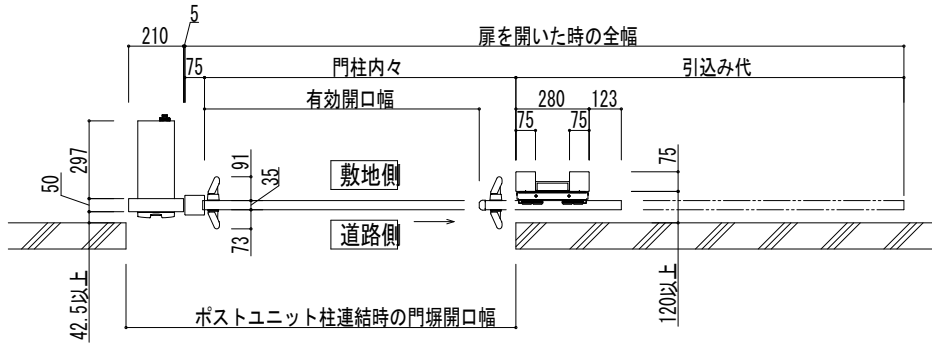 5
210
扉を開いた時の全幅
75
門柱内々
引込み代
有効開口幅
280
123
75
75
297
50
91
35
敷地側
75
道路側
73
42.5以上
120以上
ポストユニット柱連結時の門塀開口幅